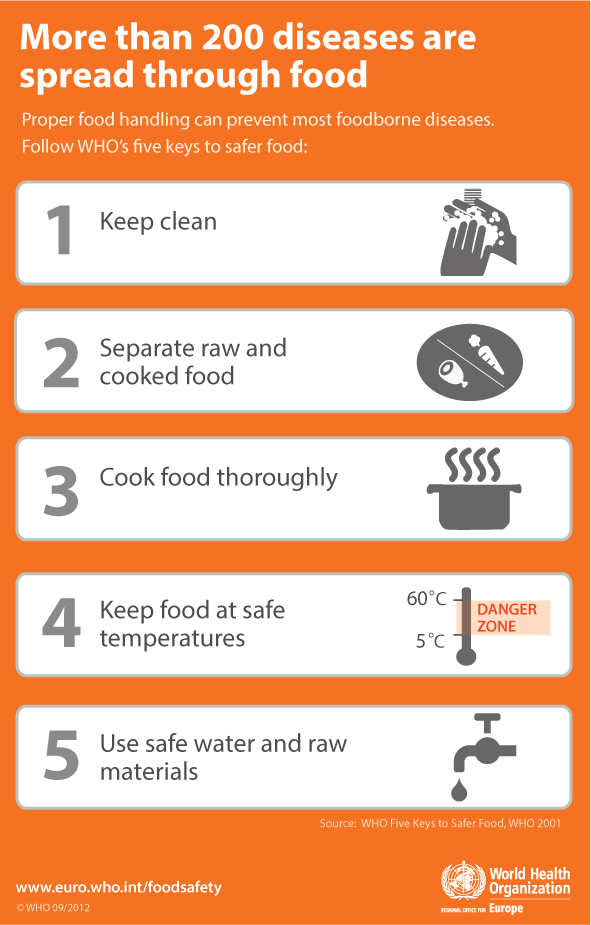 More than 200 diseases are
spread through food
Proper food handling can prevent most foodborne diseases.
Follow WHO's five keys to safer food:
1
Keep clean
2
Separate raw and
cooked food
3
Cook food thoroughly
4
Keep food at safe
temperatures
60°C
5°C
DANGER
ZONE
5
Use safe water and raw
materials
Source: WHO Five Keys to Safer Food, WHO 2001
www.euro.who.int/foodsafety
© WHO 09/2012
World Health
Organization
REGIONAL OFFICE FOR Europe